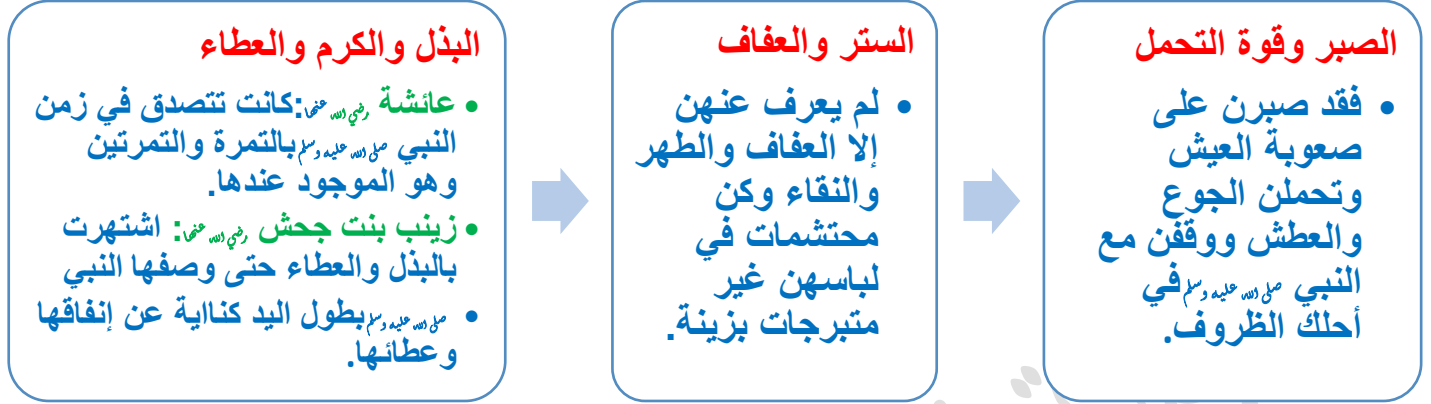 الصبر وقوة التحمل
• فقد صبرن على
صعوبة العيش
وتحملن الجوع
والعطش ووقفن مع
النبي صلى الله عليه وسلم في
أحلك الظروف.
الستر والعفاف
• لم يعرف عنهن
إلا العفاف والطهر
والنقاء وكن
محتشمات في
لباسهن غير
متبرجات بزينة.
البذل والكرم والعطاء
• عائشة رضي الله عنها: كانت تتصدق في زمن
النبي صلى الله عليه وسلم بالتمرة والتمرتين
وهو الموجود عندها.
• زينب بنت جحش رضي الله عنها: اشتهرت
بالبذل والعطاء حتى وصفها النبي
• صلى الله عليه وسلم بطول اليد كنااية عن إنفاقها
وعطائها.